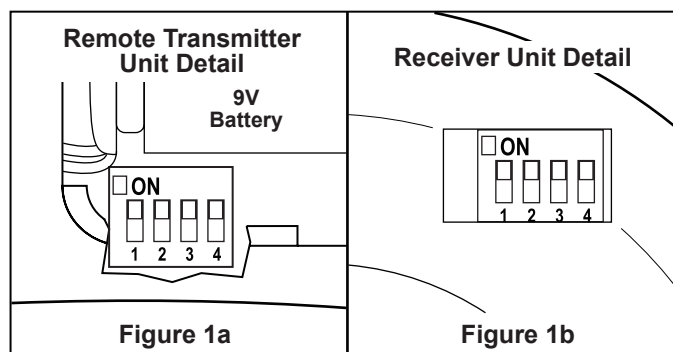 Remote Transmitter
Unit Detail
9V
Battery
ON
1 2 3 4
Figure 1a
Receiver Unit Detail
ON
1 2 3 4
Figure 1b